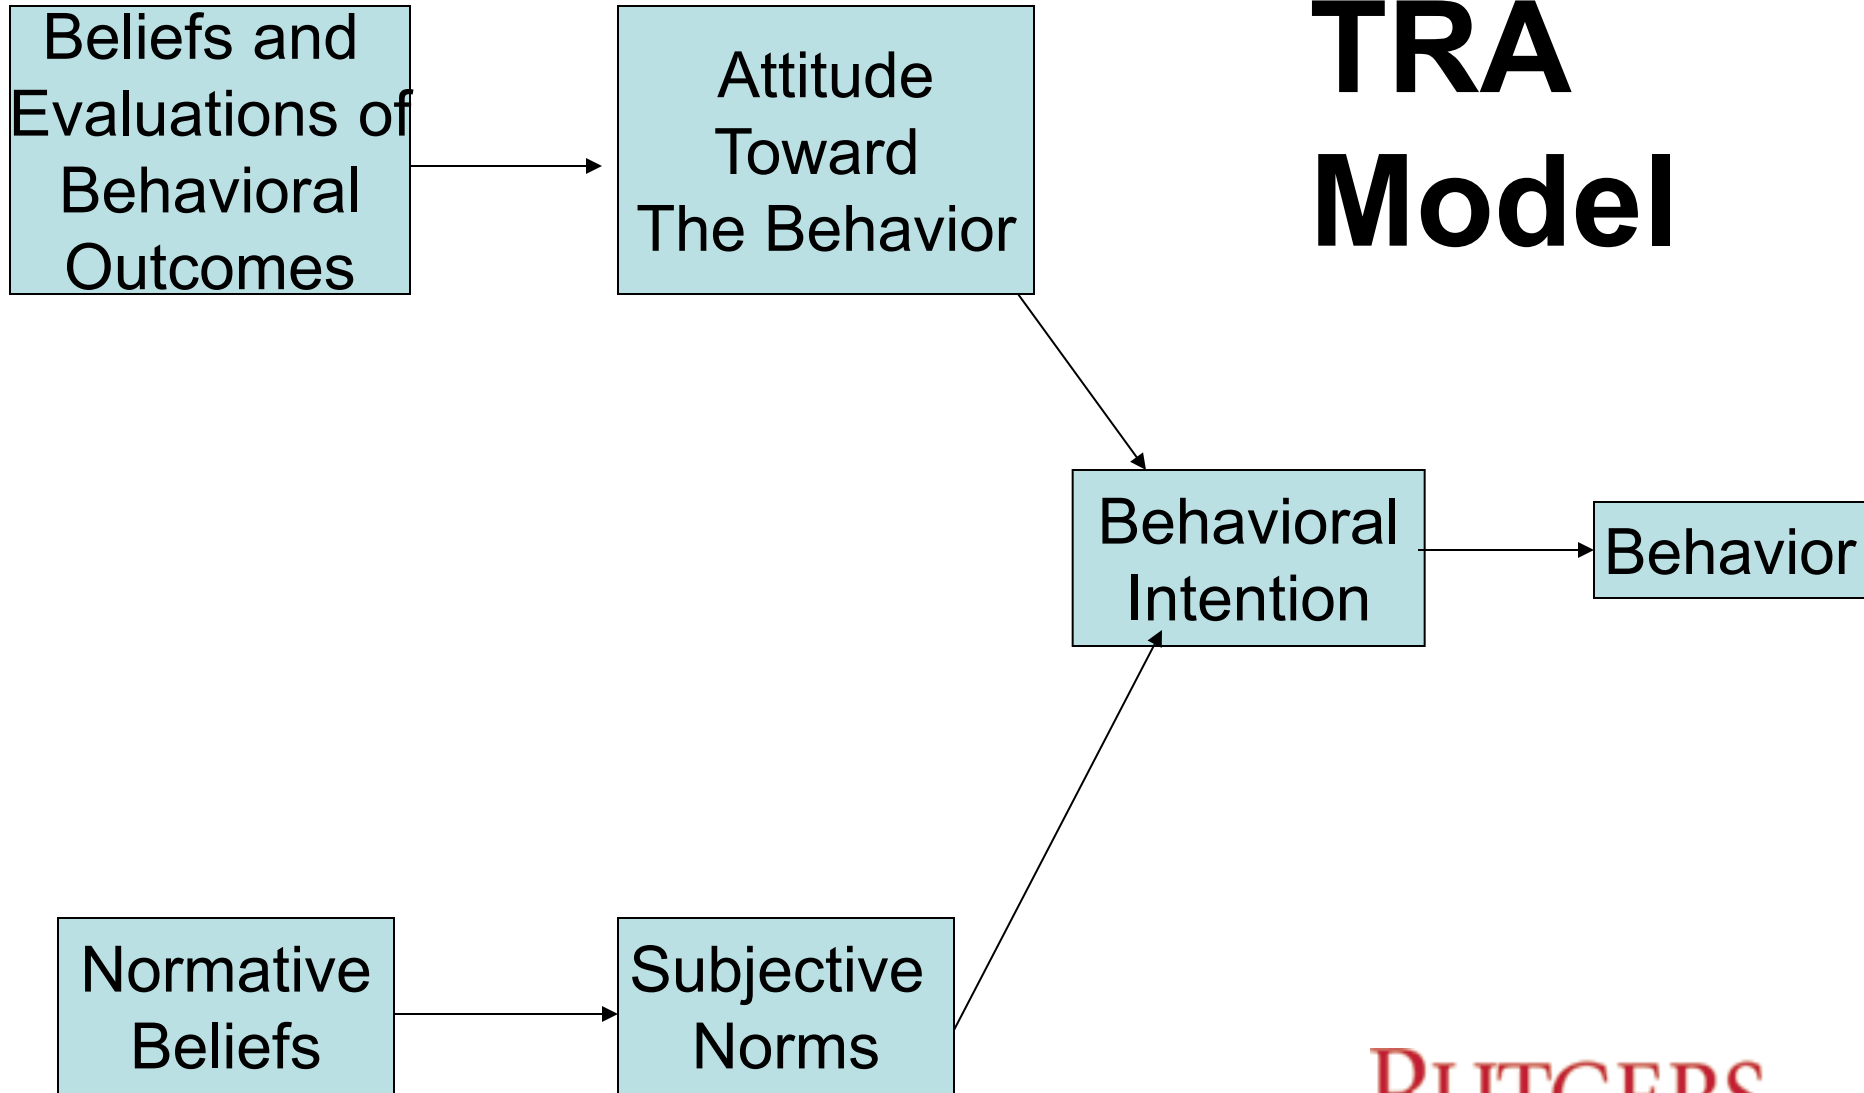 Beliefs and
Evaluations of
Behavioral
Outcomes
Attitude
Toward
The Behavior
TRA
Model
Behavioral
Intention
Behavior
Normative
Beliefs
Subjective
Norms
RUTGERS